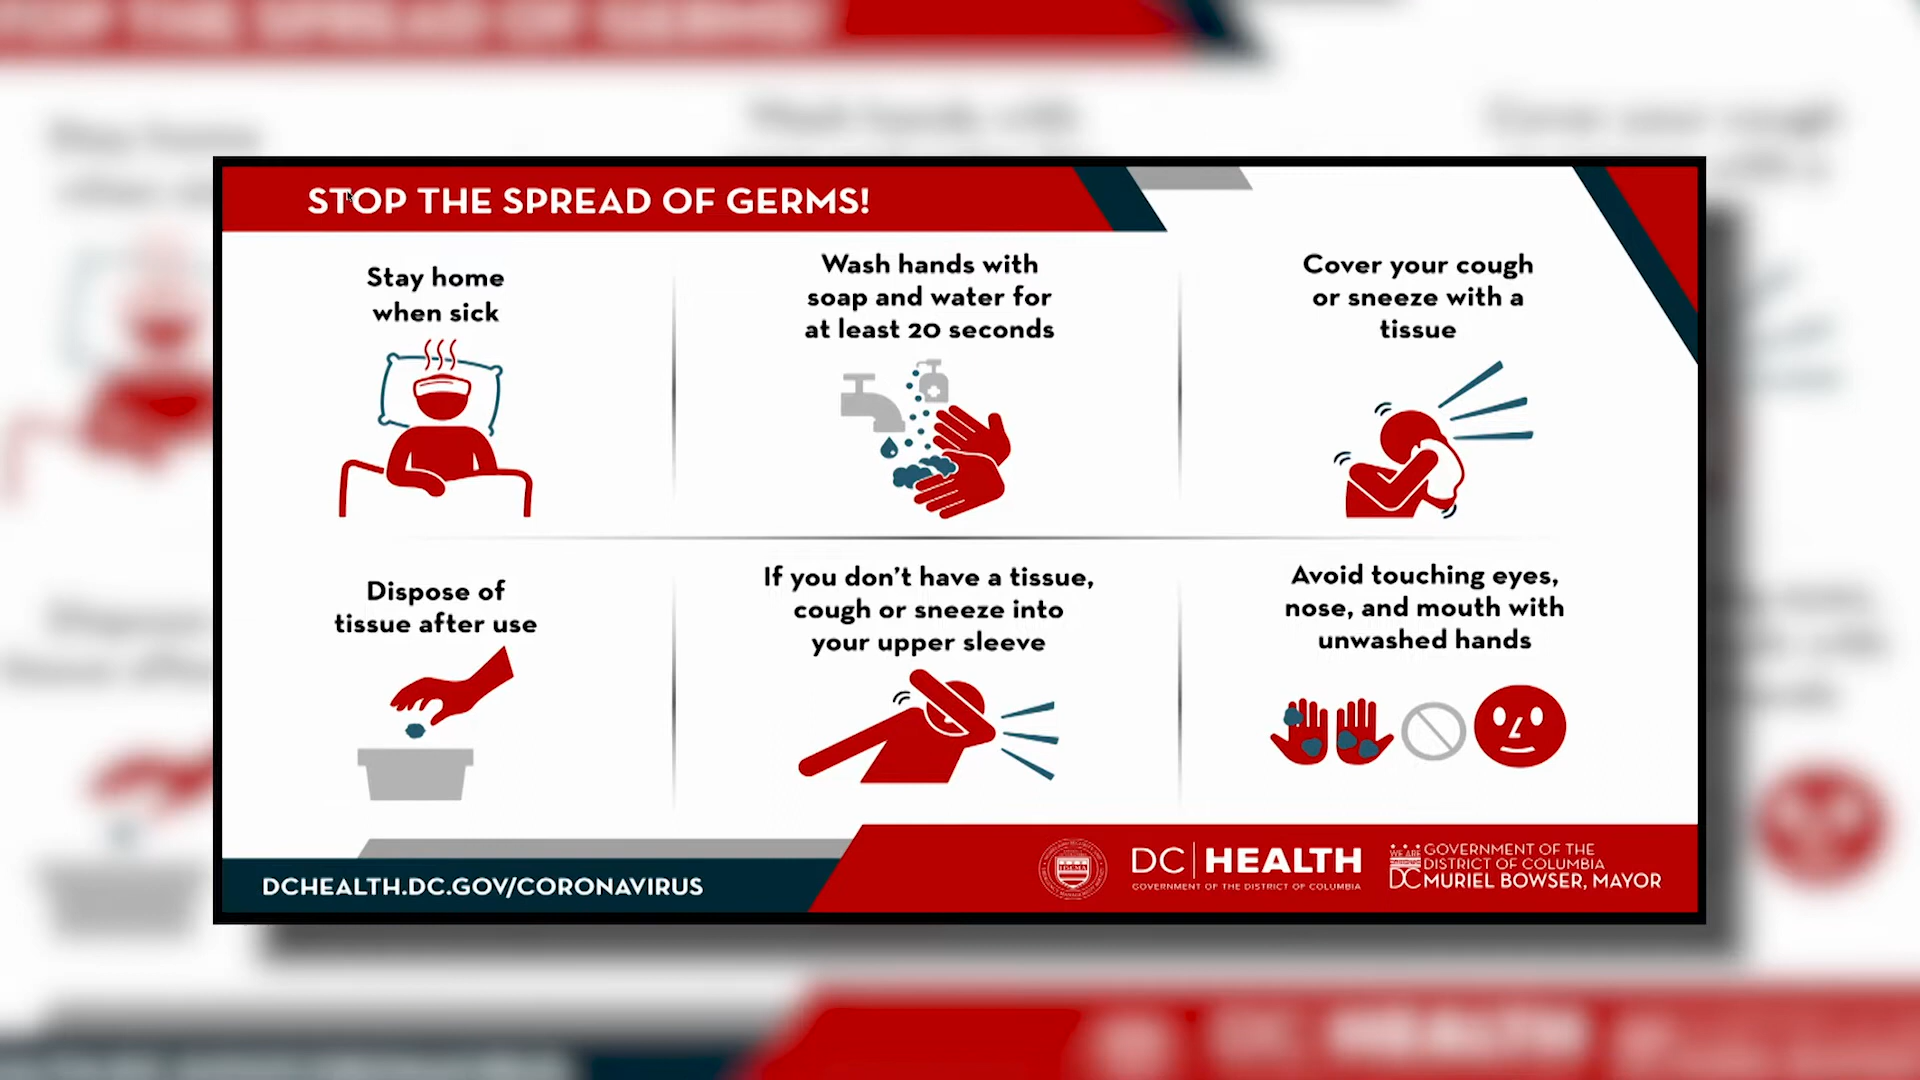 STOP THE SPREAD OF GERMS!
Stay home
when sick
Wash hands with
soap and water for
at least 20 seconds
Cover your cough
or sneeze with a
tissue
Dispose of
tissue after use
If you don't have a tissue,
cough or sneeze into
your upper sleeve
Avoid touching eyes,
nose, and mouth with
unwashed hands
DCHEALTH.DC.GOV/CORONAVIRUS
DC HEALTH
GOVERNMENT OF THE DISTRICT OF COLUMBIA
WE ARE
DC
GOVERNMENT OF THE
DISTRICT OF COLUMBIA
MURIEL BOWSER, MAYOR